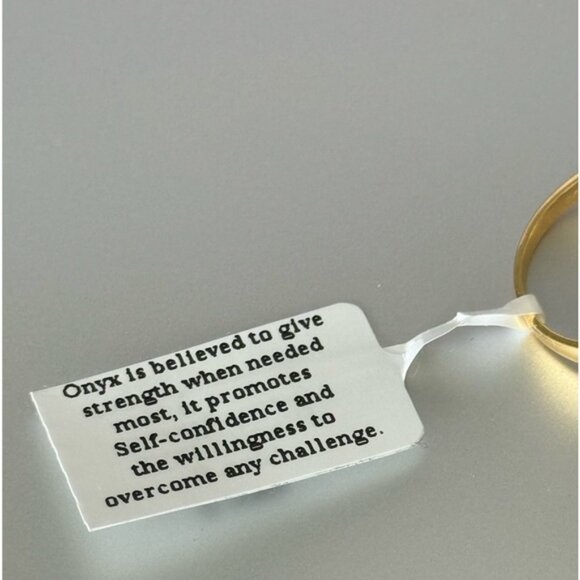 Onyx is believed to give
strength when needed
most, it promotes
Self-confidence and
the willingness to
overcome any challenge.